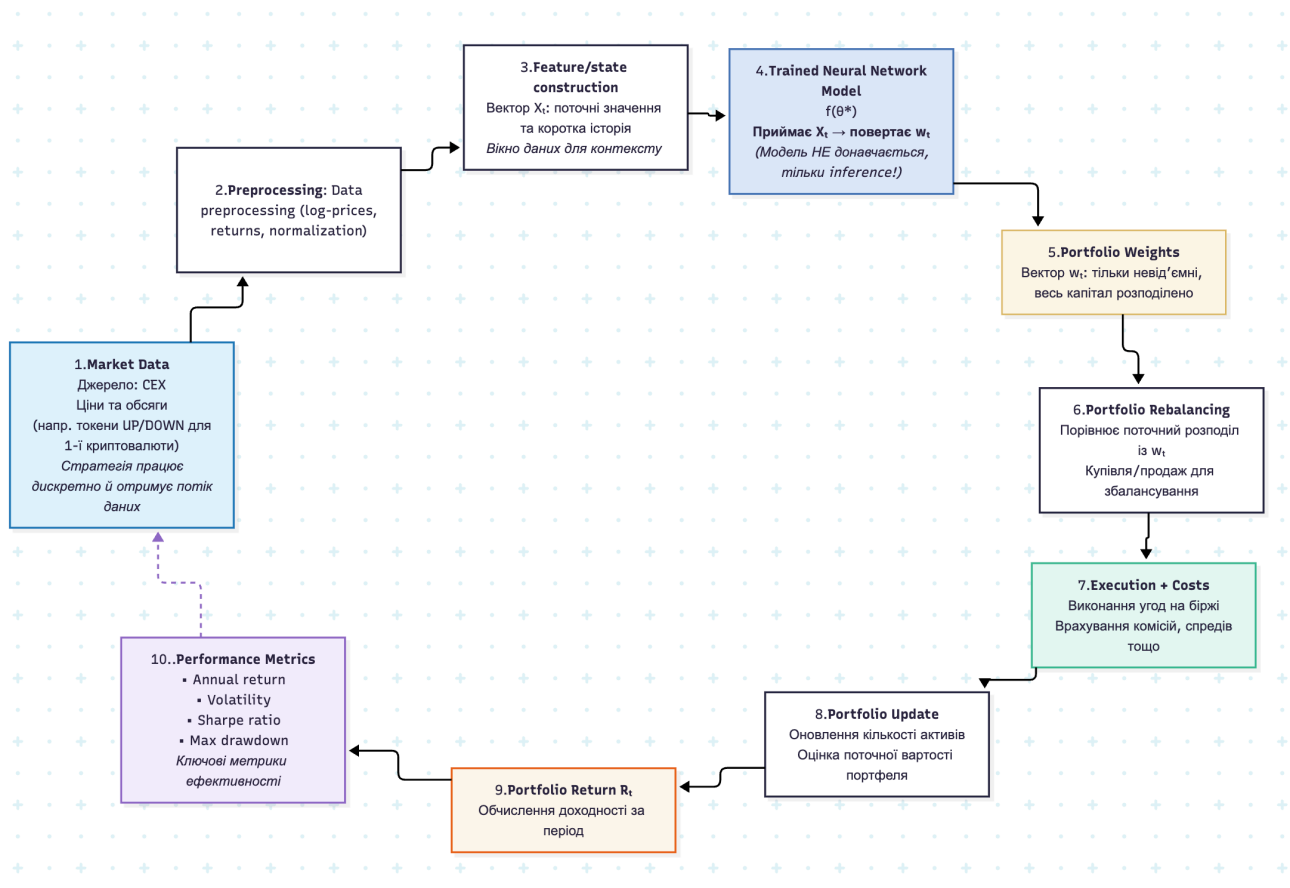 1.Market Data
Джерело: CEX
Ціни та обсяги
(напр. токени UP/DOWN для
1-ї криптовалюти)
Стратегія працює
дискретно й отримує потік
даних
2.Preprocessing: Data
preprocessing (log-prices,
returns, normalization)
3.Feature/state
construction
Вектор Xₜ: поточні значення
та коротка історія
Вікно даних для контексту
4.Trained Neural Network
Model
f(θ*)
Приймає Xₜ → повертає wₜ
(Модель НЕ донавчається,
тільки inference!)
5.Portfolio Weights
Вектор wₜ: тільки невід’ємні,
весь капітал розподілено
6.Portfolio Rebalancing
Порівнює поточний розподіл
із wₜ
Купівля/продаж для
збалансування
7.Execution + Costs
Виконання угод на біржі
Врахування комісій, спредів
тощо
8.Portfolio Update
Оновлення кількості активів
Оцінка поточної вартості
портфеля
9.Portfolio Return Rₜ
Обчислення доходності за
період
10..Performance Metrics
▪ Annual return
▪ Volatility
▪ Sharpe ratio
▪ Max drawdown
Ключові метрики
ефективності